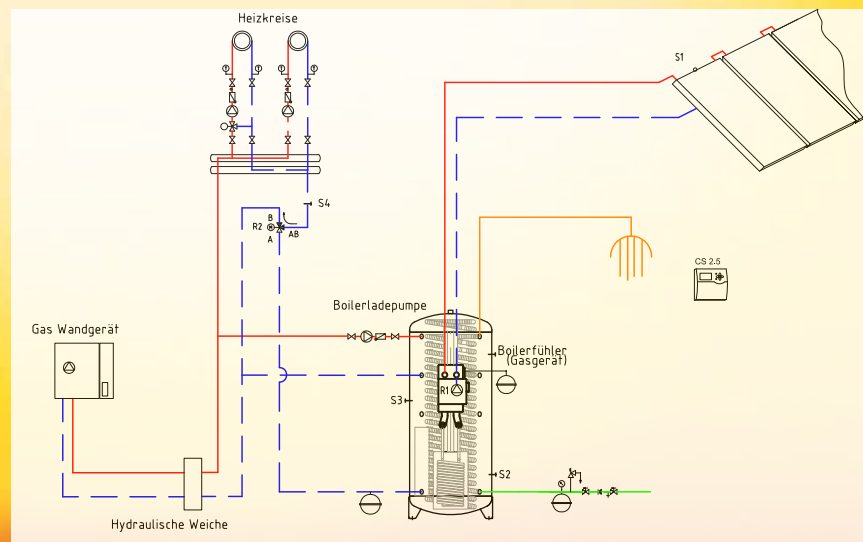 Heizkreise
S1
S4
B
R2 M
AB
A
CS 2.5
Boilerladepumpe
Gas Wandgerät
Boilerfühler
(Gasgerät)
R1
S3
S2
Hydraulische Weiche